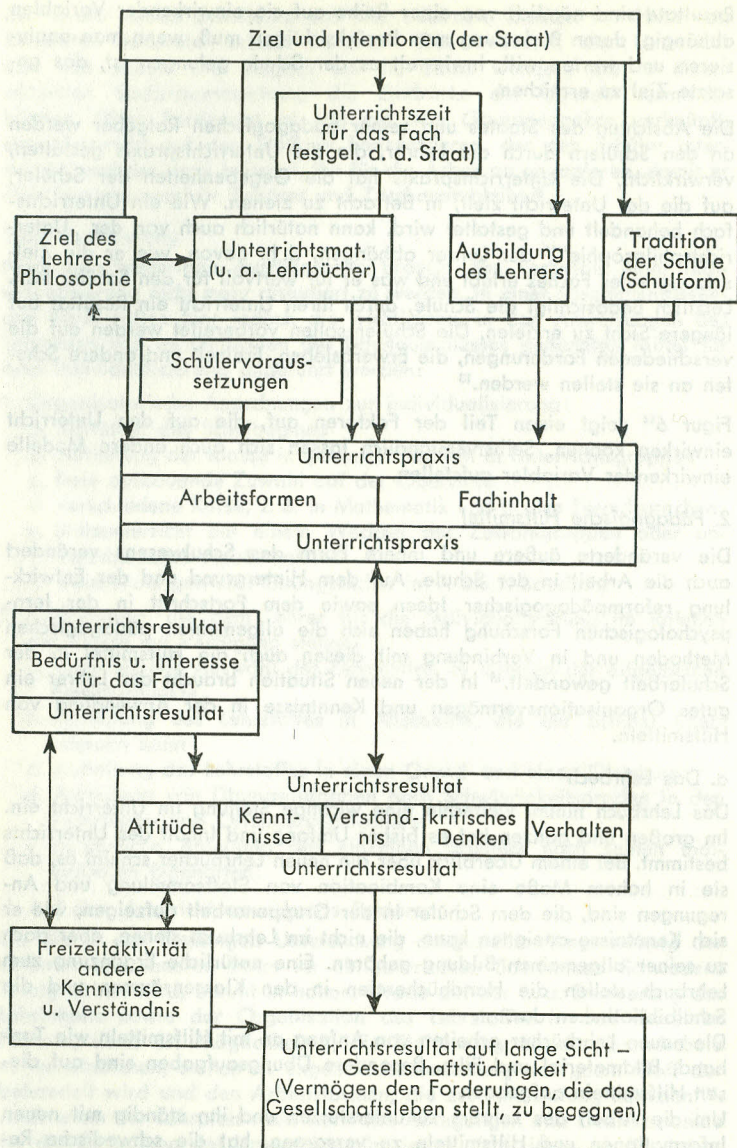 Ziel und Intentionen (der Staat)
Unterrichtszeit
für das Fach
(festgel. d. d. Staat)
Ziel des
Lehrers
Philosophie
Unterrichtsmat.
(u. a. Lehrbücher)
Ausbildung
des Lehrers
Tradition
der Schule
(Schulform)
Schülervoraus-
setzungen
Unterrichtspraxis
Arbeitsformen
Fachinhalt
Unterrichtspraxis
Unterrichtsresultat
Bedürfnis u. Interesse
für das Fach
Unterrichtsresultat
Unterrichtsresultat
Attitüde
Kennt-
nisse
Verständ-
nis
kritisches
Denken
Verhalten
Unterrichtsresultat
Freizeitaktivität
andere
Kenntnisse
u. Verständnis
Unterrichtsresultat auf lange Sicht –
Gesellschaftstüchtigkeit
(Vermögen den Forderungen, die das
Gesellschaftsleben stellt, zu begegnen)